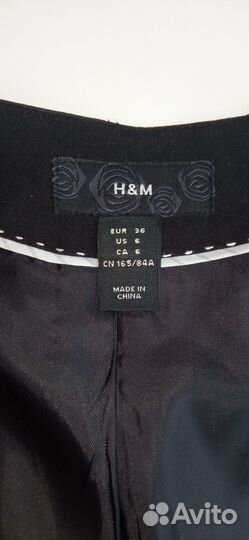 H&M
EUR 36
US 6
CA 6
CN 165/84A
MADE IN
CHINA
Avito